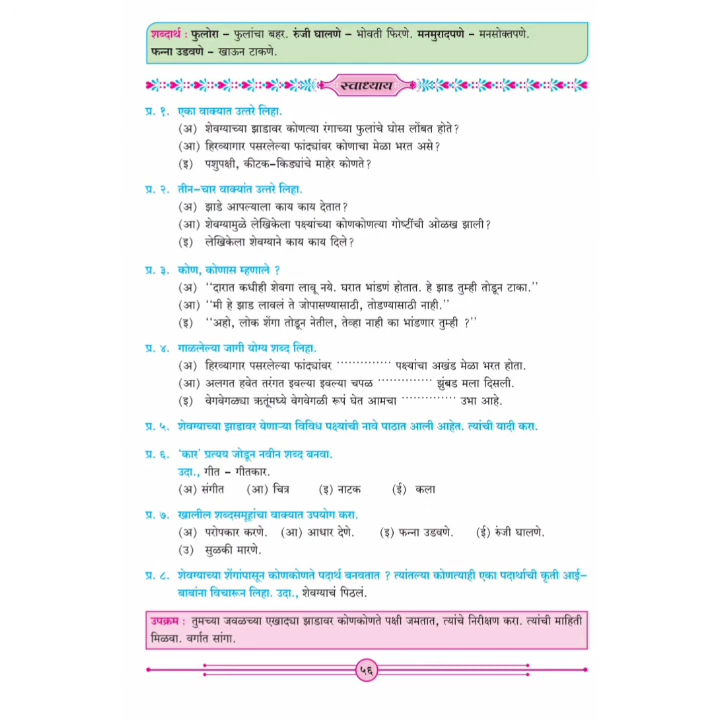 शब्दार्थ : फुलोरा – फुलांचा बहर. रुंजी घालणे – भोवती फिरणे. मनमुरादपणे – मनसोक्तपणे.
फन्ना उडवणे – खाऊन टाकणे.
स्वाध्याय
प्र. १. एका वाक्यात उत्तरे लिहा.
(अ) शेवग्याच्या झाडावर कोणत्या रंगाच्या फुलांचे घोस लोंबत होते?
(आ) हिरव्यागार पसरलेल्या फांद्यांवर कोणाचा मेळा भरत असे?
(इ) पशुपक्षी, कीटक-किड्यांचे माहेर कोणते?
प्र. २. तीन-चार वाक्यांत उत्तरे लिहा.
(अ) झाडे आपल्याला काय काय देतात?
(आ) शेवग्यामुळे लेखिकेला पक्ष्यांच्या कोणकोणत्या गोष्टींची ओळख झाली?
(इ) लेखिकेला शेवग्याने काय काय दिले?
प्र. ३. कोण, कोणास म्हणाले ?
(अ) ‘‘दारात कधीही शेवगा लावू नये. घरात भांडणं होतात. हे झाड तुम्ही तोडून टाका.’’
(आ) ‘‘मी हे झाड लावलं ते जोपासण्यासाठी, तोडण्यासाठी नाही.’’
(इ) ‘‘अहो, लोक शेंगा तोडून नेतील, तेव्हा नाही का भांडणार तुम्ही ?’’
प्र. ४. गाळलेल्या जागी योग्य शब्द लिहा.
(अ) हिरव्यागार पसरलेल्या फांद्यांवर .............. पक्ष्यांचा अखंड मेळा भरत होता.
(आ) अलगत हवेत तरंगत इवल्या इवल्या चपळ .............. झुंबड मला दिसली.
(इ) वेगवेगळ्या ऋतूंमध्ये वेगवेगळी रूपं घेत आमचा .............. उभा आहे.
प्र. ५. शेवग्याच्या झाडावर येणाऱ्या विविध पक्ष्यांची नावे पाठात आली आहेत. त्यांची यादी करा.
प्र. ६. ‘कार’ प्रत्यय जोडून नवीन शब्द बनवा.
उदा., गीत – गीतकार.
(अ) संगीत (आ) चित्र (इ) नाटक (ई) कला
प्र. ७. खालील शब्दसमूहांचा वाक्यात उपयोग करा.
(अ) परोपकार करणे. (आ) आधार देणे. (इ) फन्ना उडवणे. (ई) रुंजी घालणे.
(उ) सुळकी मारणे.
प्र. ८. शेवग्याच्या शेंगांपासून कोणकोणते पदार्थ बनवतात ? त्यांतल्या कोणत्याही एका पदार्थाची कृती आई-
बाबांना विचारून लिहा. उदा., शेवग्याचं पिठलं.
उपक्रम : तुमच्या जवळच्या एखाद्या झाडावर कोणकोणते पक्षी जमतात, त्यांचे निरीक्षण करा. त्यांची माहिती
मिळवा. वर्गात सांगा.
५६